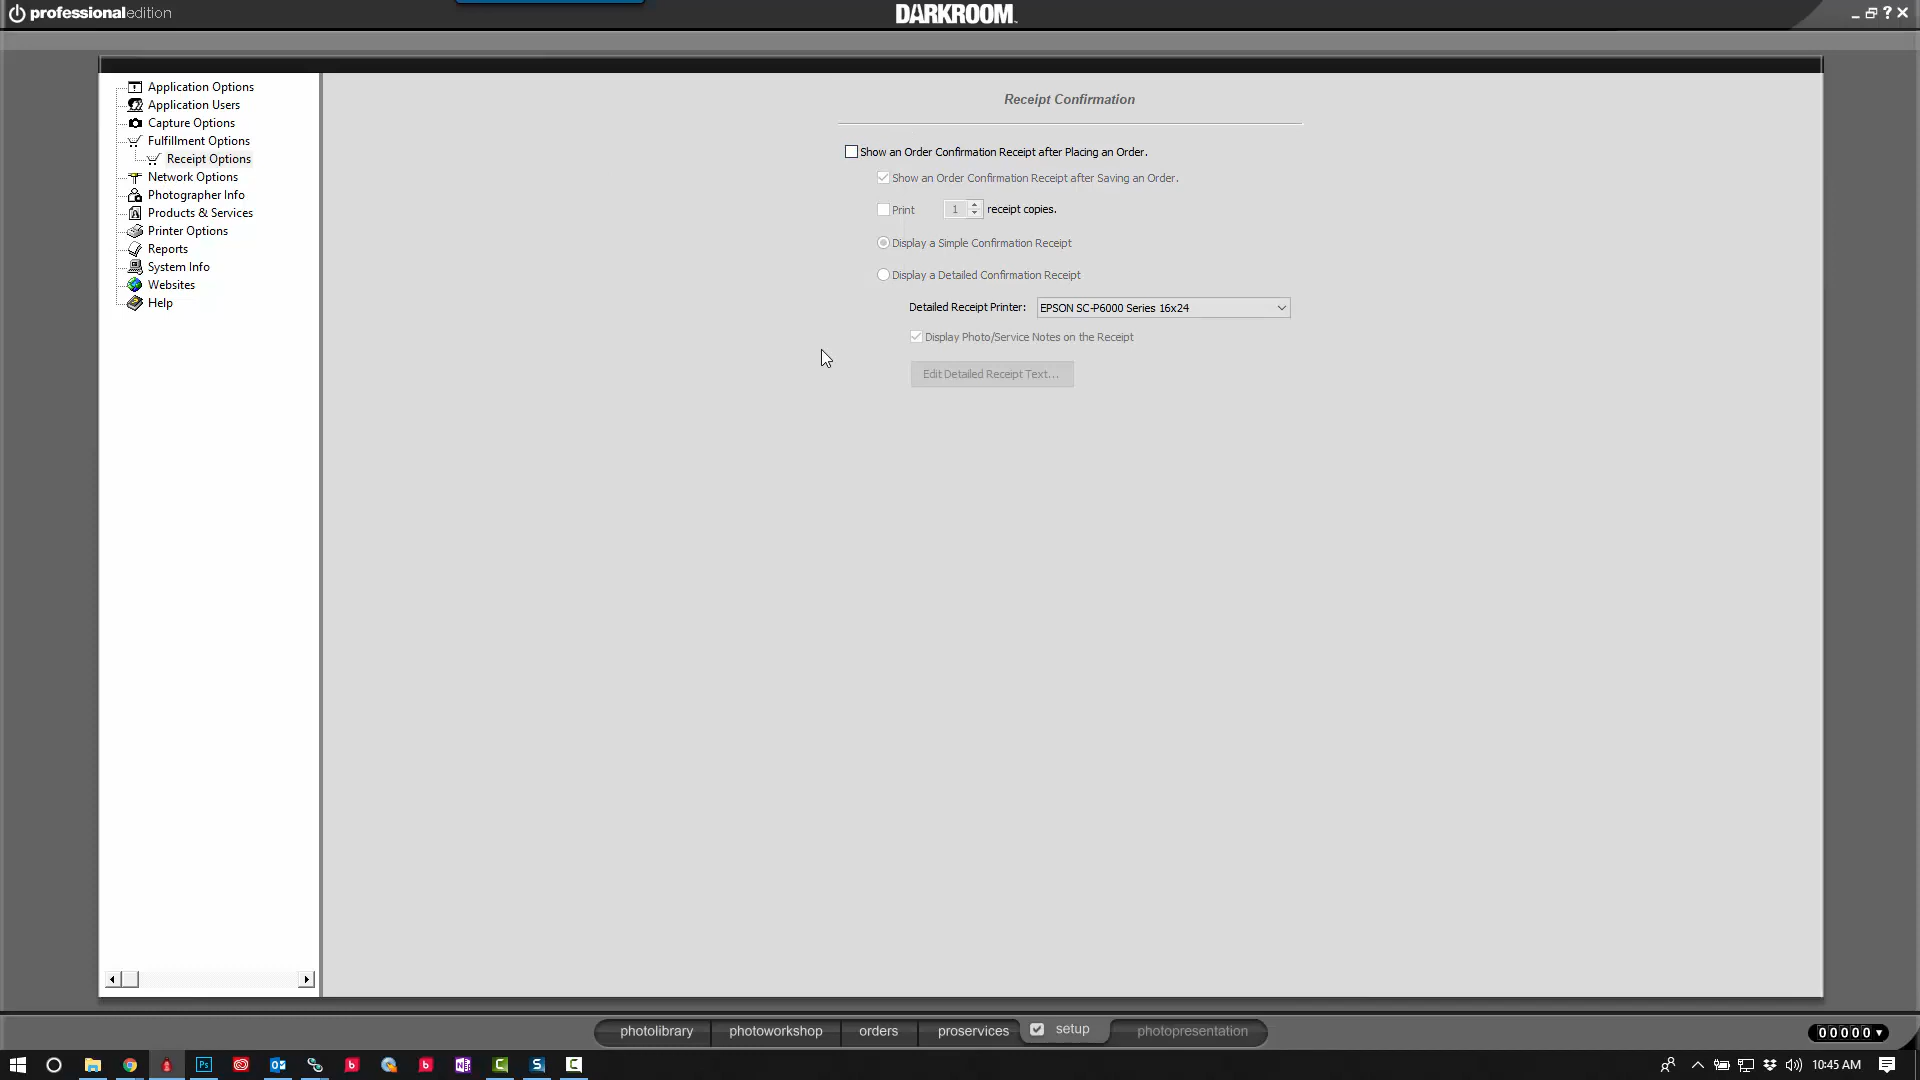 professionaledition
DARKROOM
Application Options
Application Users
Capture Options
Fulfillment Options
Receipt Options
Network Options
Photographer Info
Products & Services
Printer Options
Reports
System Info
Websites
Help
Receipt Confirmation
Show an Order Confirmation Receipt after Placing an Order.
Show an Order Confirmation Receipt after Saving an Order.
Print 1 receipt copies.
Display a Simple Confirmation Receipt
Display a Detailed Confirmation Receipt
Detailed Receipt Printer: EPSON SC-P6000 Series 16x24
Display Photo/Service Notes on the Receipt
Edit Detailed Receipt Text...
photolibrary photoworkshop orders proservices setup photopresentation 00000
Ps b b N C S C 10:45 AM